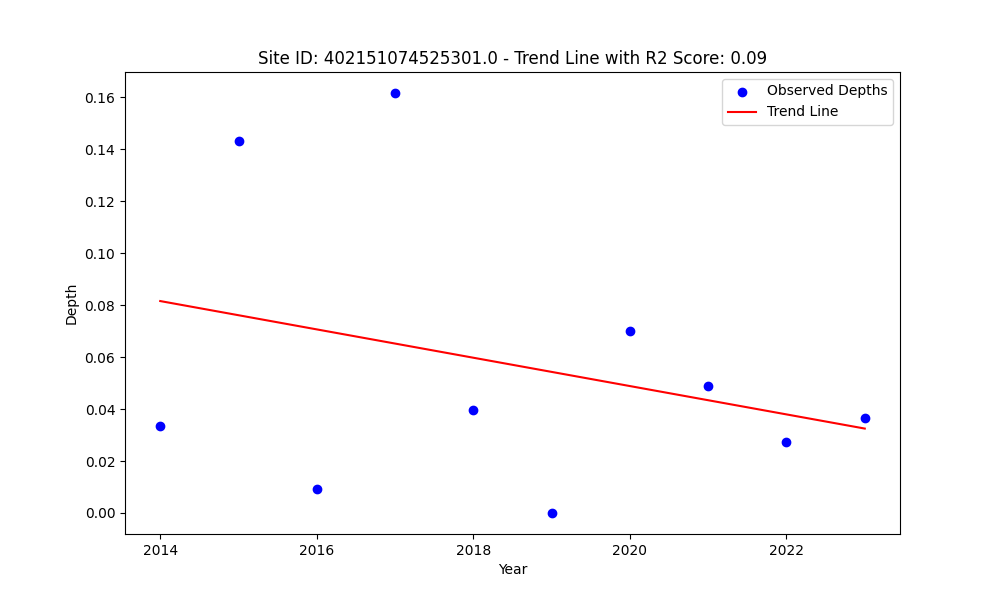 Site ID: 402151074525301.0 - Trend Line with R2 Score: 0.09
Observed Depths
Trend Line
0.16
0.14
0.12
0.10
0.08
0.06
0.04
0.02
0.00
Depth
2014
2016
2018
2020
2022
Year